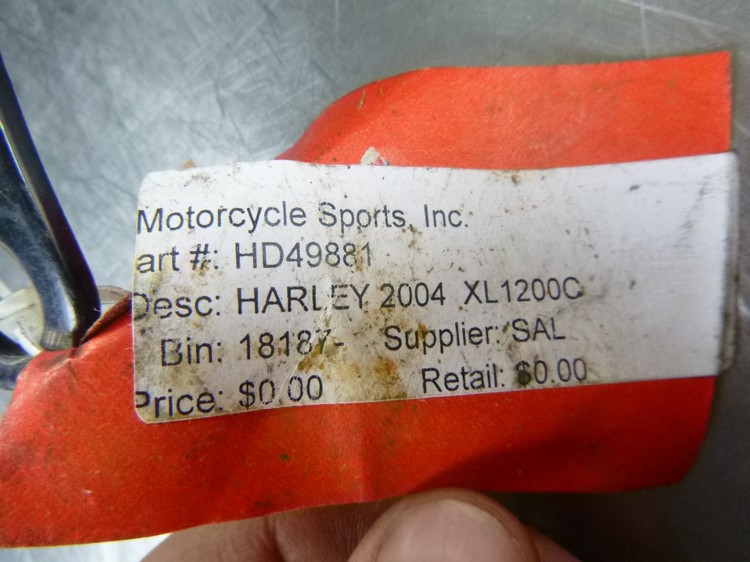 Motorcycle Sports, Inc.
art #: HD49881
Desc: HARLEY 2004 XL1200C
Bin: 18187- Supplier: SAL
Price: $0.00 Retail: $0.00